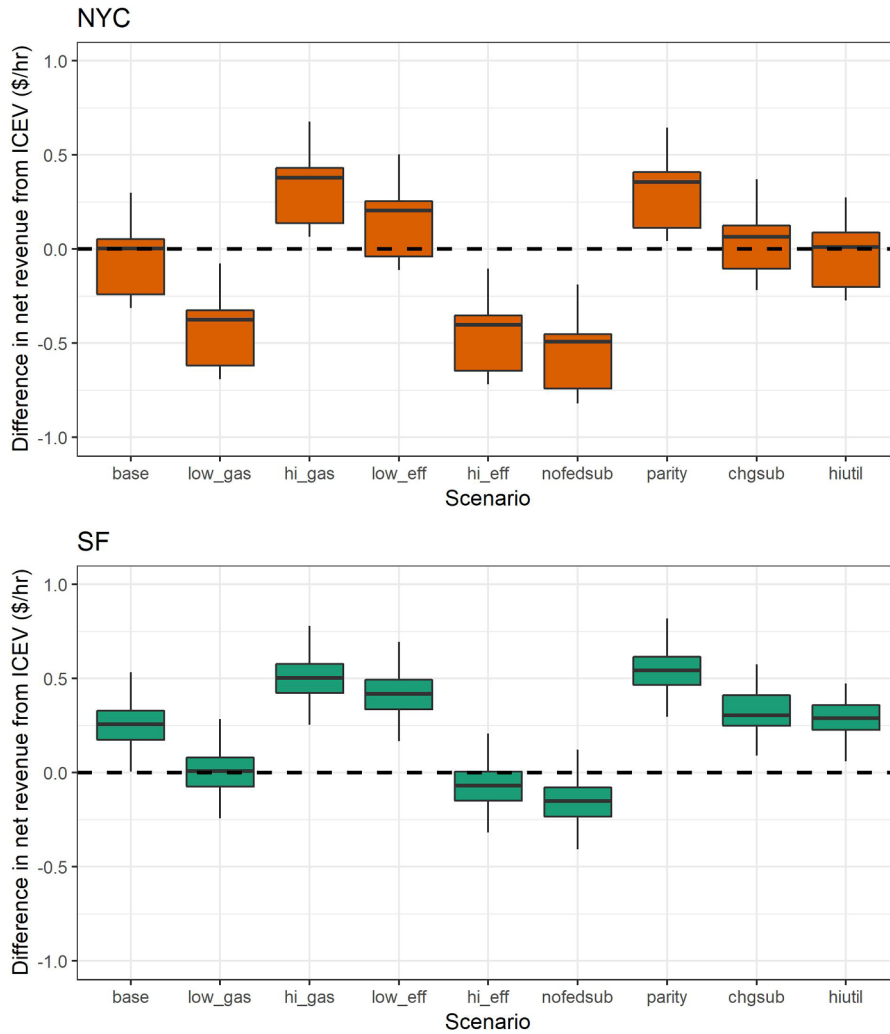 NYC
Difference in net revenue from ICEV ($/hr)
1.0
0.5
0.0
-0.5
-1.0
base low_gas hi_gas low_eff hi_eff nofedsub parity chgsub hiutil
Scenario
SF
Difference in net revenue from ICEV ($/hr)
1.0
0.5
0.0
-0.5
-1.0
base low_gas hi_gas low_eff hi_eff nofedsub parity chgsub hiutil
Scenario